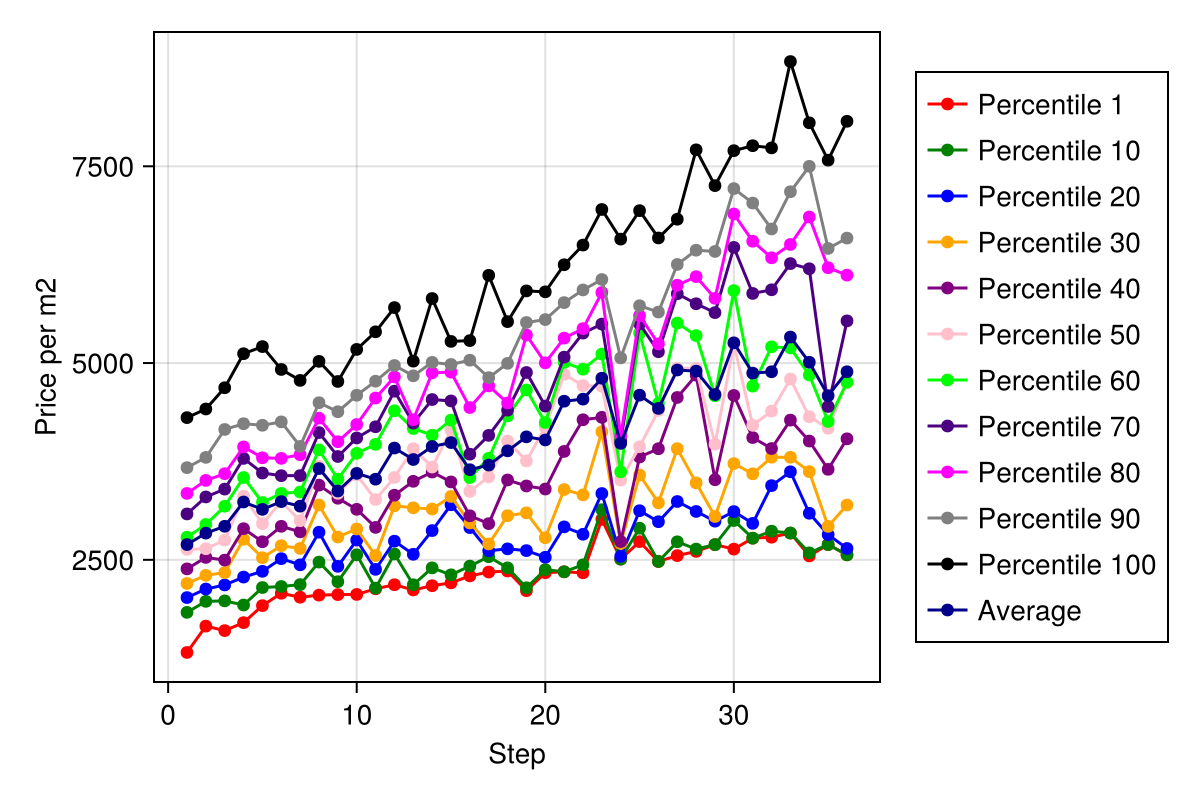 Price per m2
7500
5000
2500
0
10
20
30
Step
Percentile 1
Percentile 10
Percentile 20
Percentile 30
Percentile 40
Percentile 50
Percentile 60
Percentile 70
Percentile 80
Percentile 90
Percentile 100
Average